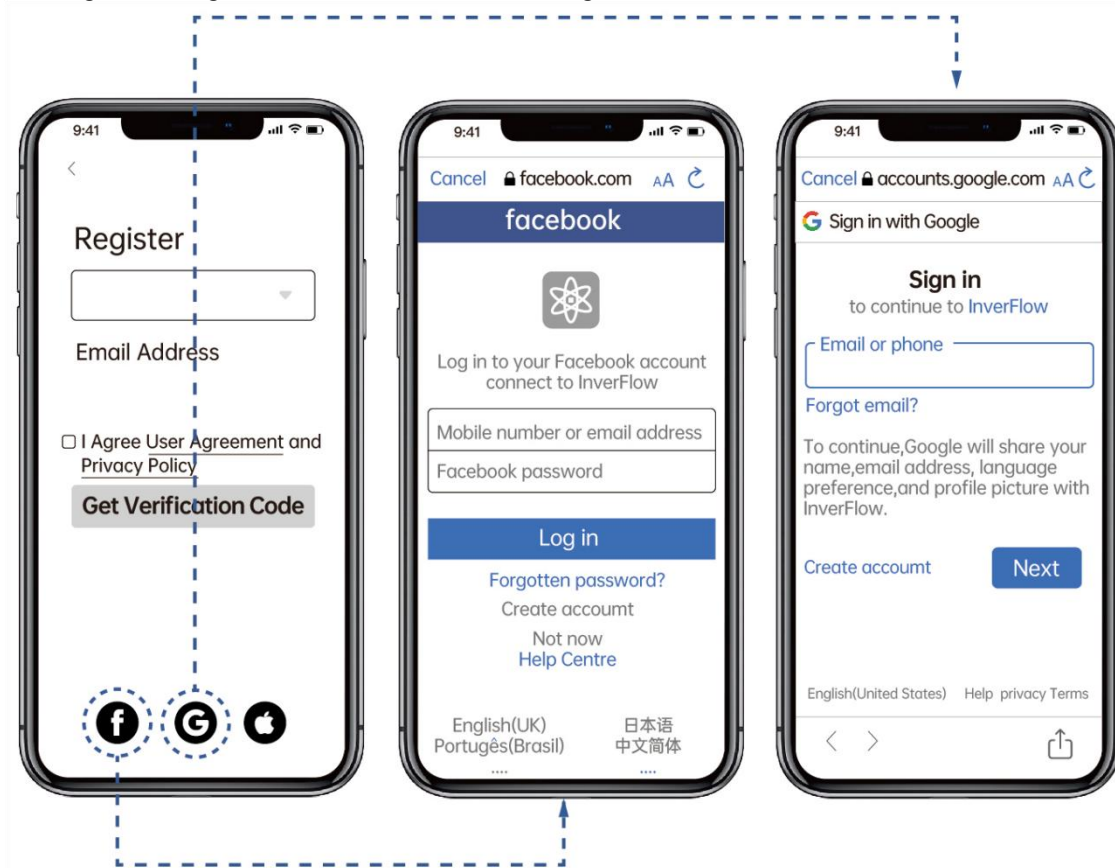 9:41
Register
Email Address
I Agree User Agreement and
Privacy Policy
Get Verification Code
f
G
9:41
Cancel facebook.com AA
facebook
Log in to your Facebook account
connect to InverFlow
Mobile number or email address
Facebook password
Log in
Forgotten password?
Create accoumt
Not now
Help Centre
English(UK) 日本语
Portugês(Brasil) 中文简体
.... ....
9:41
Cancel accounts.google.com AA
G Sign in with Google
Sign in
to continue to InverFlow
Email or phone
Forgot email?
To continue,Google will share your
name,email address, language
preference,and profile picture with
InverFlow.
Create accoumt Next
English(United States) Help privacy Terms